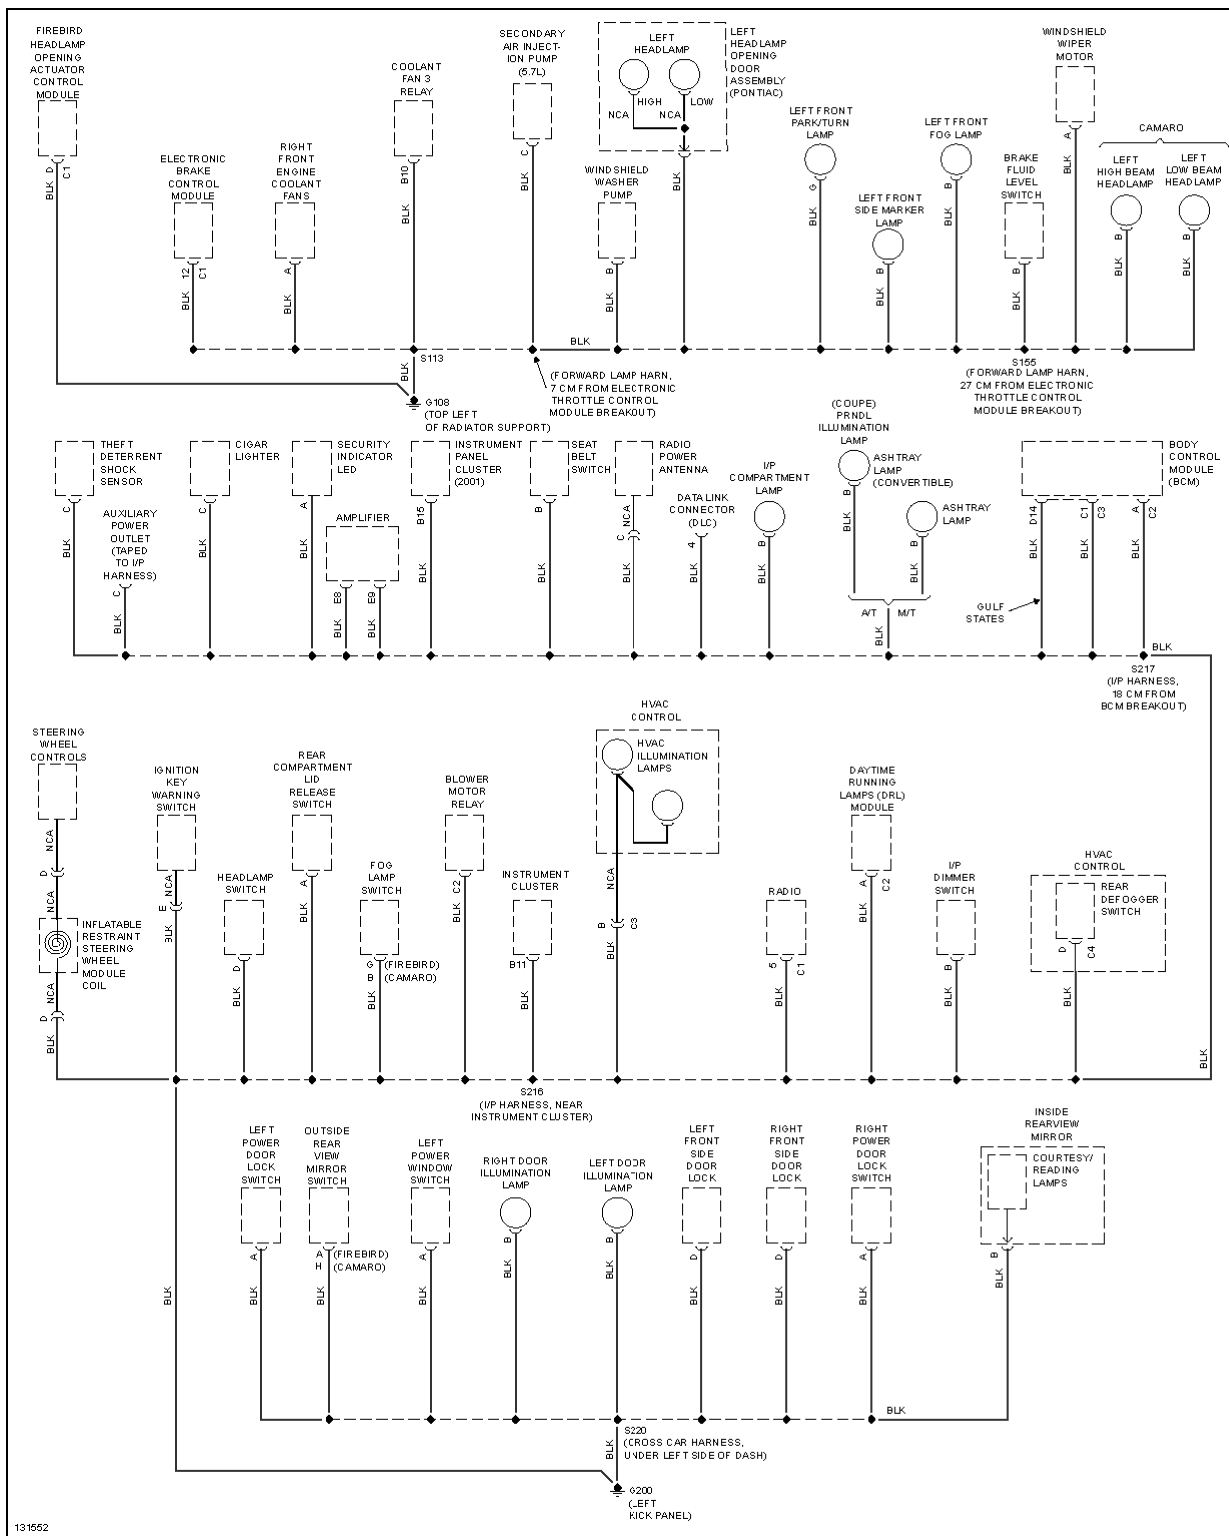 FIREBIRD
HEADLAMP
OPENING
ACTUATOR
CONTROL
MODULE
BLK
D
C1
ELECTRONIC
BRAKE
CONTROL
MODULE
12
C1
BLK
RIGHT
FRONT
ENGINE
COOLANT
FANS
A
BLK
COOLANT
FAN 3
RELAY
B10
BLK
SECONDARY
AIR INJECT-
ION PUMP
(5.7L)
C
BLK
LEFT
HEADLAMP
HIGH
LOW
NCA
NCA
BLK
LEFT
HEADLAMP
OPENING
DOOR
ASSEMBLY
(PONTIAC)
WINDSHIELD
WASHER
PUMP
B
BLK
LEFT FRONT
PARK/TURN
LAMP
G
BLK
LEFT FRONT
SIDE MARKER
LAMP
B
BLK
LEFT FRONT
FOG LAMP
B
BLK
BRAKE
FLUID
LEVEL
SWITCH
B
BLK
WINDSHIELD
WIPER
MOTOR
A
BLK
CAMARO
LEFT
HIGH BEAM
HEADLAMP
B
BLK
LEFT
LOW BEAM
HEADLAMP
B
BLK
BLK
S113
BLK
G108
(TOP LEFT
OF RADIATOR SUPPORT)
(FORWARD LAMP HARN,
7 CM FROM ELECTRONIC
THROTTLE CONTROL
MODULE BREAKOUT)
S155
(FORWARD LAMP HARN,
27 CM FROM ELECTRONIC
THROTTLE CONTROL
MODULE BREAKOUT)
THEFT
DETERRENT
SHOCK
SENSOR
C
BLK
AUXILIARY
POWER
OUTLET
(TAPED
TO I/P
HARNESS)
C
BLK
CIGAR
LIGHTER
C
BLK
SECURITY
INDICATOR
LED
A
BLK
AMPLIFIER
E8
E9
BLK
BLK
INSTRUMENT
PANEL
CLUSTER
(2001)
B15
BLK
SEAT
BELT
SWITCH
B
BLK
RADIO
POWER
ANTENNA
NCA
C
BLK
DATA LINK
CONNECTOR
(DLC)
4
BLK
I/P
COMPARTMENT
LAMP
B
BLK
(COUPE)
PRNDL
ILLUMINATION
LAMP
ASHTRAY
LAMP
(CONVERTIBLE)
B
BLK
ASHTRAY
LAMP
B
BLK
A/T
M/T
BLK
GULF
STATES
BODY
CONTROL
MODULE
(BCM)
D14
C1
C3
A
C2
BLK
BLK
BLK
BLK
S217
(I/P HARNESS,
18 CM FROM
BCM BREAKOUT)
STEERING
WHEEL
CONTROLS
NCA
D
NCA
INFLATABLE
RESTRAINT
STEERING
WHEEL
MODULE
COIL
NCA
D
BLK
IGNITION
KEY
WARNING
SWITCH
NCA
E
BLK
HEADLAMP
SWITCH
D
BLK
REAR
COMPARTMENT
LID
RELEASE
SWITCH
A
BLK
FOG
LAMP
SWITCH
G (FIREBIRD)
B (CAMARO)
BLK
BLOWER
MOTOR
RELAY
C2
BLK
INSTRUMENT
CLUSTER
B11
BLK
HVAC
CONTROL
HVAC
ILLUMINATION
LAMPS
NCA
B
C3
BLK
RADIO
5
C1
BLK
DAYTIME
RUNNING
LAMPS (DRL)
MODULE
A
C2
BLK
I/P
DIMMER
SWITCH
B
BLK
HVAC
CONTROL
REAR
DEFOGGER
SWITCH
D
C4
BLK
BLK
S216
(I/P HARNESS, NEAR
INSTRUMENT CLUSTER)
BLK
LEFT
POWER
DOOR
LOCK
SWITCH
A
BLK
OUTSIDE
REAR
VIEW
MIRROR
SWITCH
A (FIREBIRD)
H (CAMARO)
BLK
LEFT
POWER
WINDOW
SWITCH
A
BLK
RIGHT DOOR
ILLUMINATION
LAMP
B
BLK
LEFT DOOR
ILLUMINATION
LAMP
B
BLK
LEFT
FRONT
SIDE
DOOR
LOCK
D
BLK
RIGHT
FRONT
SIDE
DOOR
LOCK
D
BLK
RIGHT
POWER
DOOR
LOCK
SWITCH
A
BLK
INSIDE
REARVIEW
MIRROR
COURTESY/
READING
LAMPS
B
BLK
BLK
S220
(CROSS CAR HARNESS,
UNDER LEFT SIDE OF DASH)
BLK
G200
(LEFT
KICK PANEL)
131552